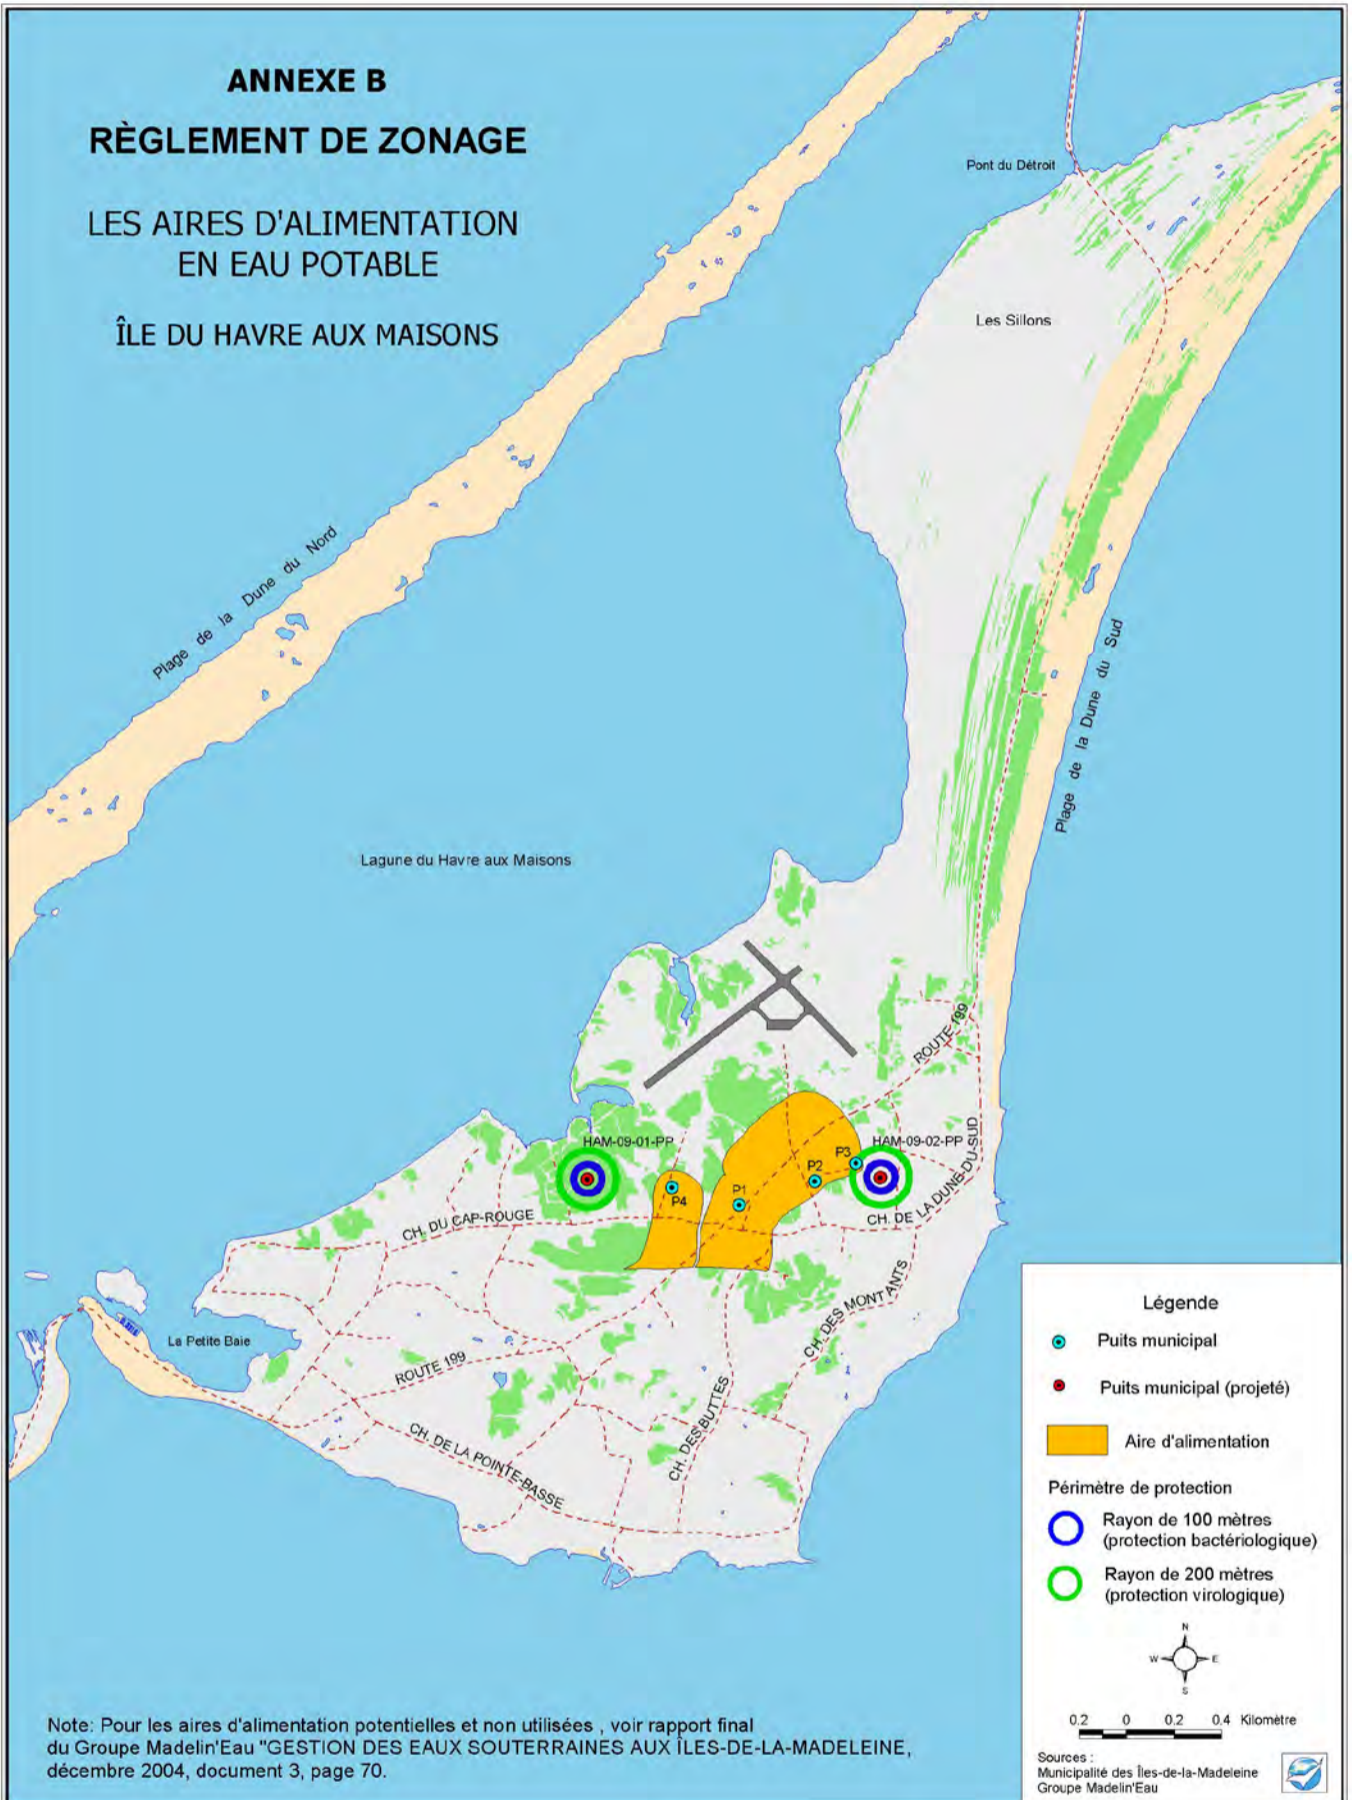 ANNEXE B
RÈGLEMENT DE ZONAGE
LES AIRES D'ALIMENTATION
EN EAU POTABLE
ÎLE DU HAVRE AUX MAISONS
Pont du Détroit
Les Sillons
Plage de la Dune du Nord
Plage de la Dune du Sud
Lagune du Havre aux Maisons
ROUTE 199
HAM-09-01-PP
HAM-09-02-PP
P3
P2
P4
P1
CH. DE LA DUNE-DU-SUD
CH. DU CAP-ROUGE
CH. DES MONTANTS
La Petite Baie
ROUTE 199
CH. DES BUTTES
CH. DE LA POINTE-BASSE
Légende
Puits municipal
Puits municipal (projeté)
Aire d'alimentation
Périmètre de protection
Rayon de 100 mètres
(protection bactériologique)
Rayon de 200 mètres
(protection virologique)
N
W E
S
0.2 0 0.2 0.4 Kilomètre
Sources :
Municipalité des Îles-de-la-Madeleine
Groupe Madelin'Eau
Note: Pour les aires d'alimentation potentielles et non utilisées , voir rapport final
du Groupe Madelin'Eau "GESTION DES EAUX SOUTERRAINES AUX ÎLES-DE-LA-MADELEINE,
décembre 2004, document 3, page 70.